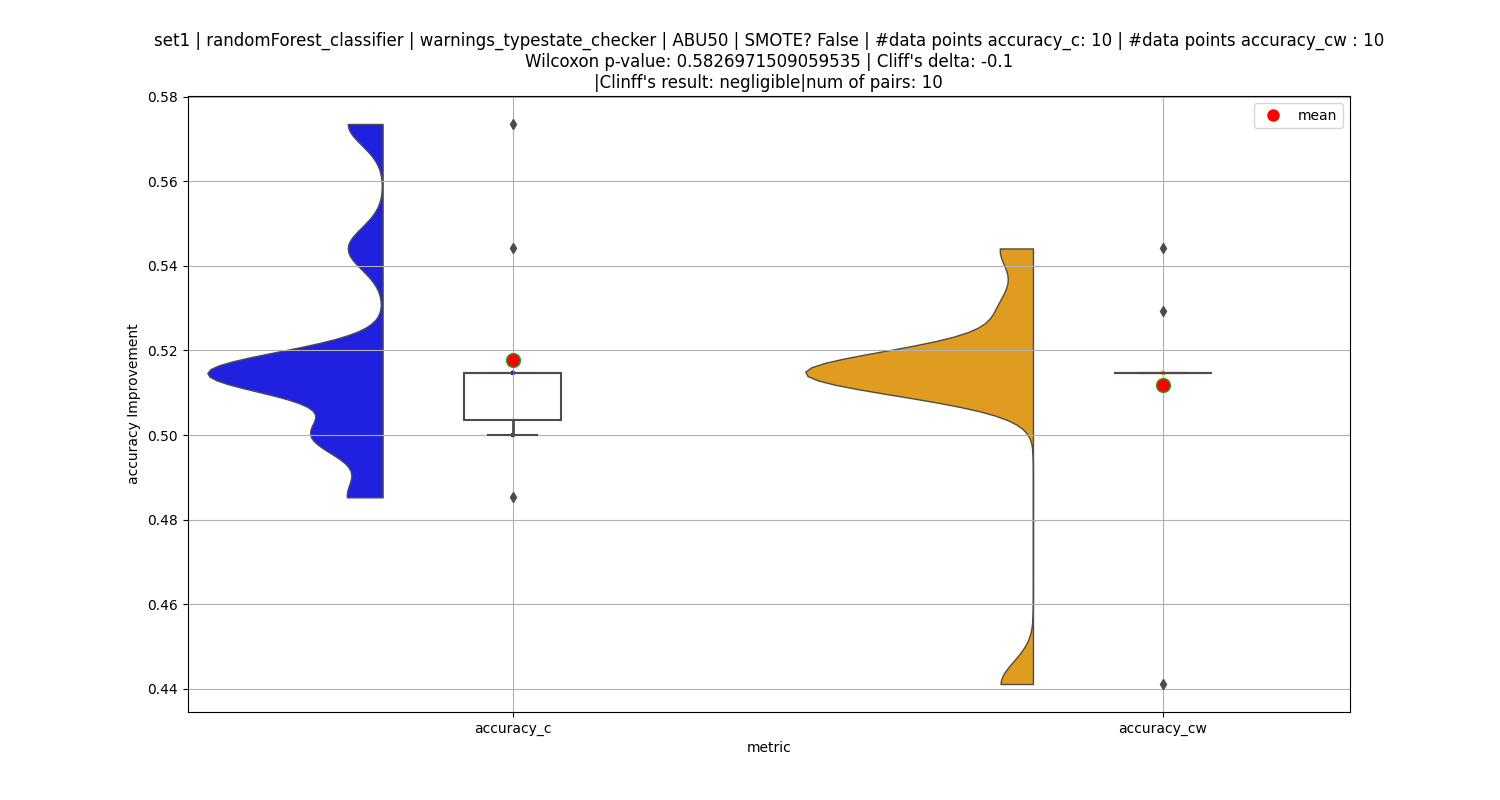 set1 | randomForest_classifier | warnings_typestate_checker | ABU50 | SMOTE? False | #data points accuracy_c: 10 | #data points accuracy_cw : 10
Wilcoxon p-value: 0.5826971509059535 | Cliff's delta: -0.1
|Clinff's result: negligible|num of pairs: 10
mean
0.58
0.56
0.54
0.52
0.50
0.48
0.46
0.44
accuracy Improvement
accuracy_c
accuracy_cw
metric